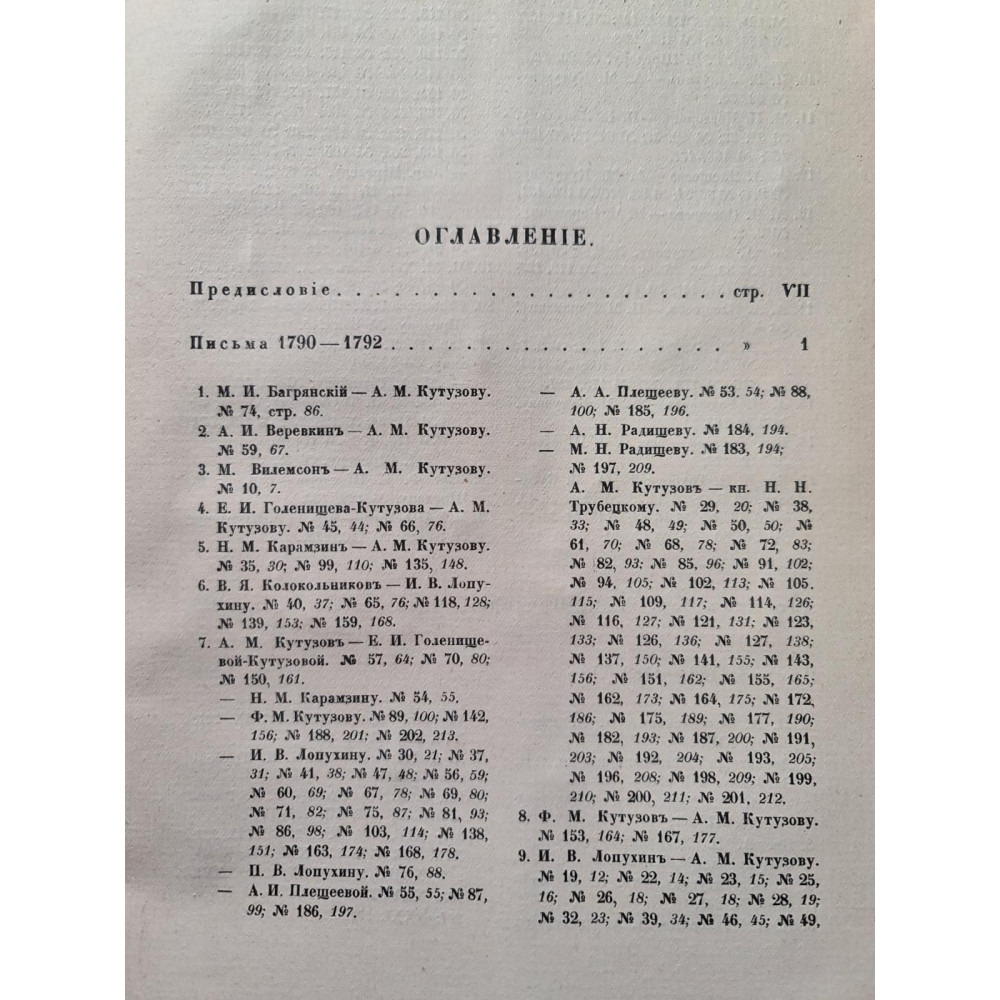 ОГЛАВЛЕНІЕ.
Предисловіе . . . . . . . . . . . . . . . . . . . . . стр. VII
Письма 1790—1792 . . . . . . . . . . . . . . . . . . » 1
1. М. И. Багрянскій — А. М. Кутузову.
№ 74, стр. 86.
2. А. И. Веревкинъ — А. М. Кутузову.
№ 59, 67.
3. М. Вилемсонъ — А. М. Кутузову.
№ 10, 7.
4. Е. И. Голенищева-Кутузова — А. М.
Кутузову. № 45, 44; № 66, 76.
5. Н. М. Карамзинъ — А. М. Кутузову.
№ 35, 30; № 99, 110; № 135, 148.
6. В. Я. Колокольниковъ — И. В. Лопу-
хину. № 40, 37; № 65, 76; № 118, 128;
№ 139, 153; № 159, 168.
7. А. М. Кутузовъ — Е. И. Голенище-
вой-Кутузовой. № 57, 64; № 70, 80;
№ 150, 161.
— Н. М. Карамзину. № 54, 55.
— Ф. М. Кутузову. № 89, 100; № 142,
156; № 188, 201; № 202, 213.
— И. В. Лопухину. № 30, 21; № 37,
31; № 41, 38; № 47, 48; № 56, 59;
№ 60, 69; № 67, 78; № 69, 80;
№ 71, 82; № 75, 87; № 81, 93;
№ 86, 98; № 103, 114; № 138,
151; № 163, 174; № 168, 178.
— П. В. Лопухину. № 76, 88.
— А. И. Плещеевой. № 55, 55; № 87,
99; № 186, 197.
— А. А. Плещееву. № 53. 54; № 88,
100; № 185, 196.
— А. Н. Радищеву. № 184, 194.
— М. Н. Радищеву. № 183, 194;
№ 197, 209.
А. М. Кутузовъ — кн. Н. Н.
Трубецкому. № 29, 20; № 38,
33; № 48, 49; № 50, 50; №
61, 70; № 68, 78; № 72, 83;
№ 82, 93; № 85, 96; № 91, 102;
№ 94, 105; № 102, 113; № 105.
115; № 109, 117; № 114, 126;
№ 116, 127; № 121, 131; № 123,
133; № 126, 136; № 127, 138;
№ 137, 150; № 141, 155; № 143,
156; № 151, 162; № 155, 165;
№ 162, 173; № 164, 175; № 172,
186; № 175, 189; № 177, 190;
№ 182, 193; № 187, 200; № 191,
203; № 192, 204; № 193, 205;
№ 196, 208; № 198, 209; № 199,
210; № 200, 211; № 201, 212.
8. Ф. М. Кутузовъ — А. М. Кутузову.
№ 153, 164; № 167, 177.
9. И. В. Лопухинъ — А. М. Кутузову.
№ 19, 12; № 22, 14; № 23, 15; № 25,
16; № 26, 18; № 27, 18; № 28, 19;
№ 32, 23; № 39, 34; № 46, 45; № 49,